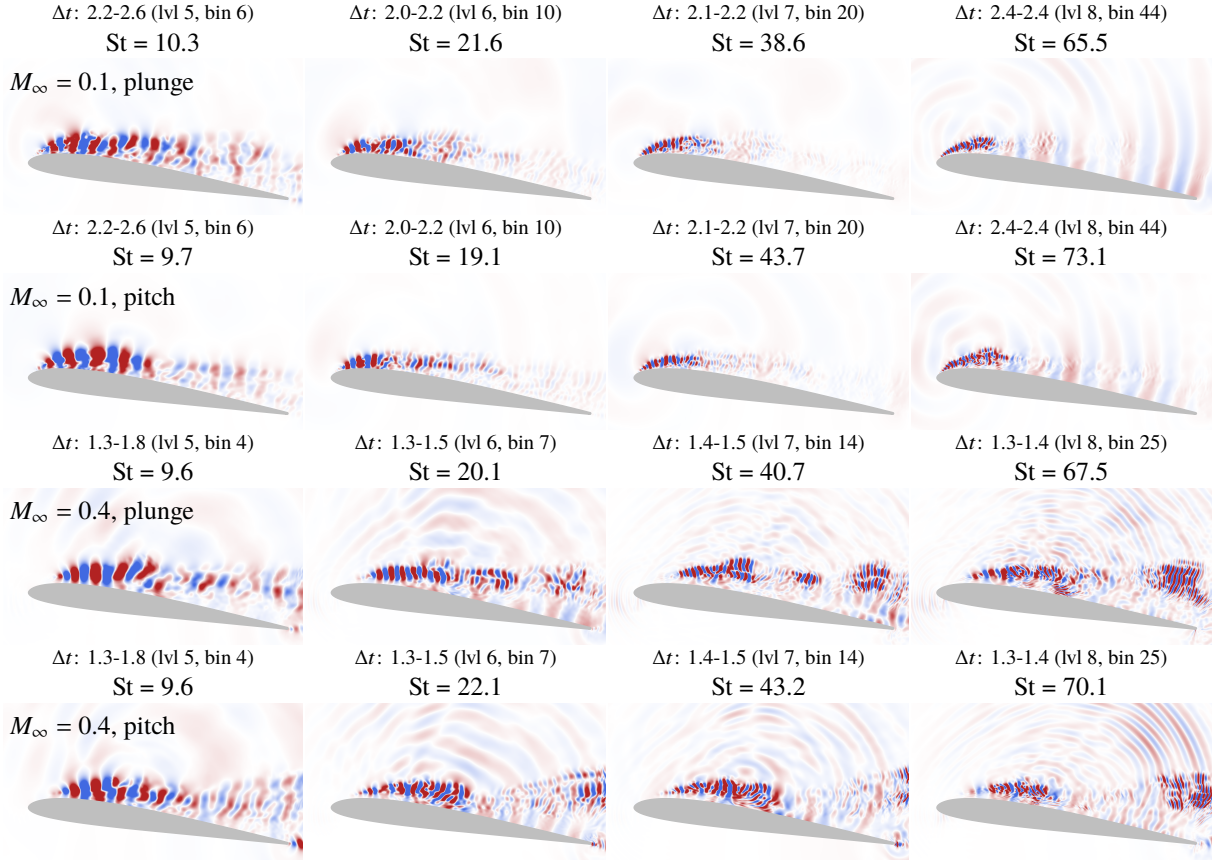 Δt: 2.2-2.6 (lvl 5, bin 6) Δt: 2.0-2.2 (lvl 6, bin 10) Δt: 2.1-2.2 (lvl 7, bin 20) Δt: 2.4-2.4 (lvl 8, bin 44)
St = 10.3 St = 21.6 St = 38.6 St = 65.5
M∞ = 0.1, plunge
Δt: 2.2-2.6 (lvl 5, bin 6) Δt: 2.0-2.2 (lvl 6, bin 10) Δt: 2.1-2.2 (lvl 7, bin 20) Δt: 2.4-2.4 (lvl 8, bin 44)
St = 9.7 St = 19.1 St = 43.7 St = 73.1
M∞ = 0.1, pitch
Δt: 1.3-1.8 (lvl 5, bin 4) Δt: 1.3-1.5 (lvl 6, bin 7) Δt: 1.4-1.5 (lvl 7, bin 14) Δt: 1.3-1.4 (lvl 8, bin 25)
St = 9.6 St = 20.1 St = 40.7 St = 67.5
M∞ = 0.4, plunge
Δt: 1.3-1.8 (lvl 5, bin 4) Δt: 1.3-1.5 (lvl 6, bin 7) Δt: 1.4-1.5 (lvl 7, bin 14) Δt: 1.3-1.4 (lvl 8, bin 25)
St = 9.6 St = 22.1 St = 43.2 St = 70.1
M∞ = 0.4, pitch